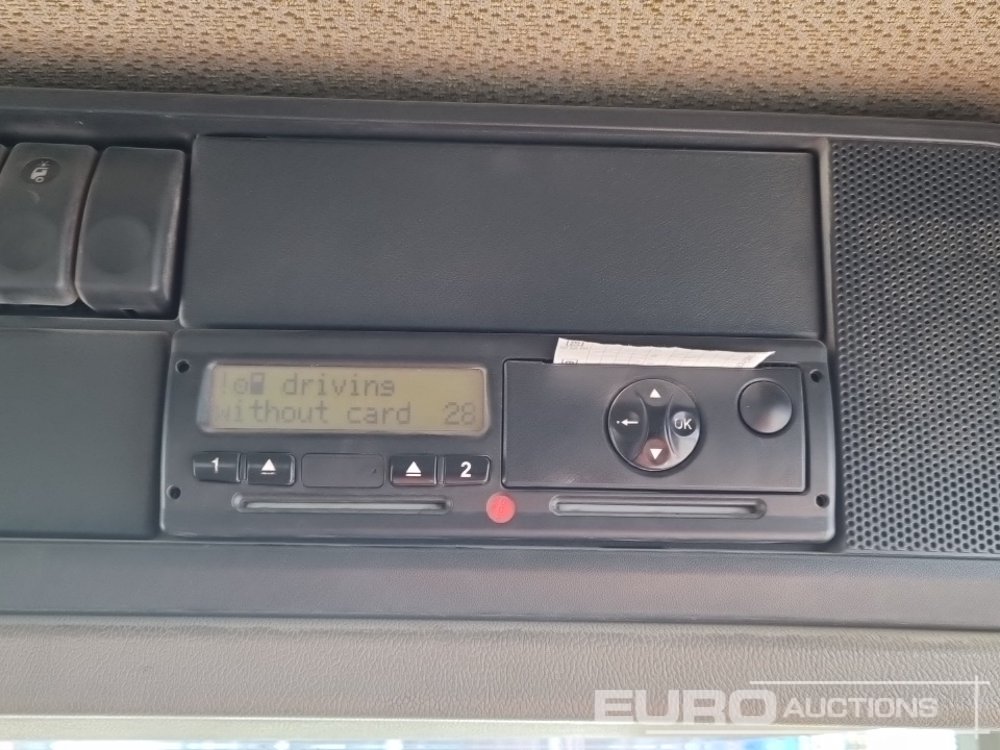 ! driving
without card 28
1
2
OK
EURO AUCTIONS